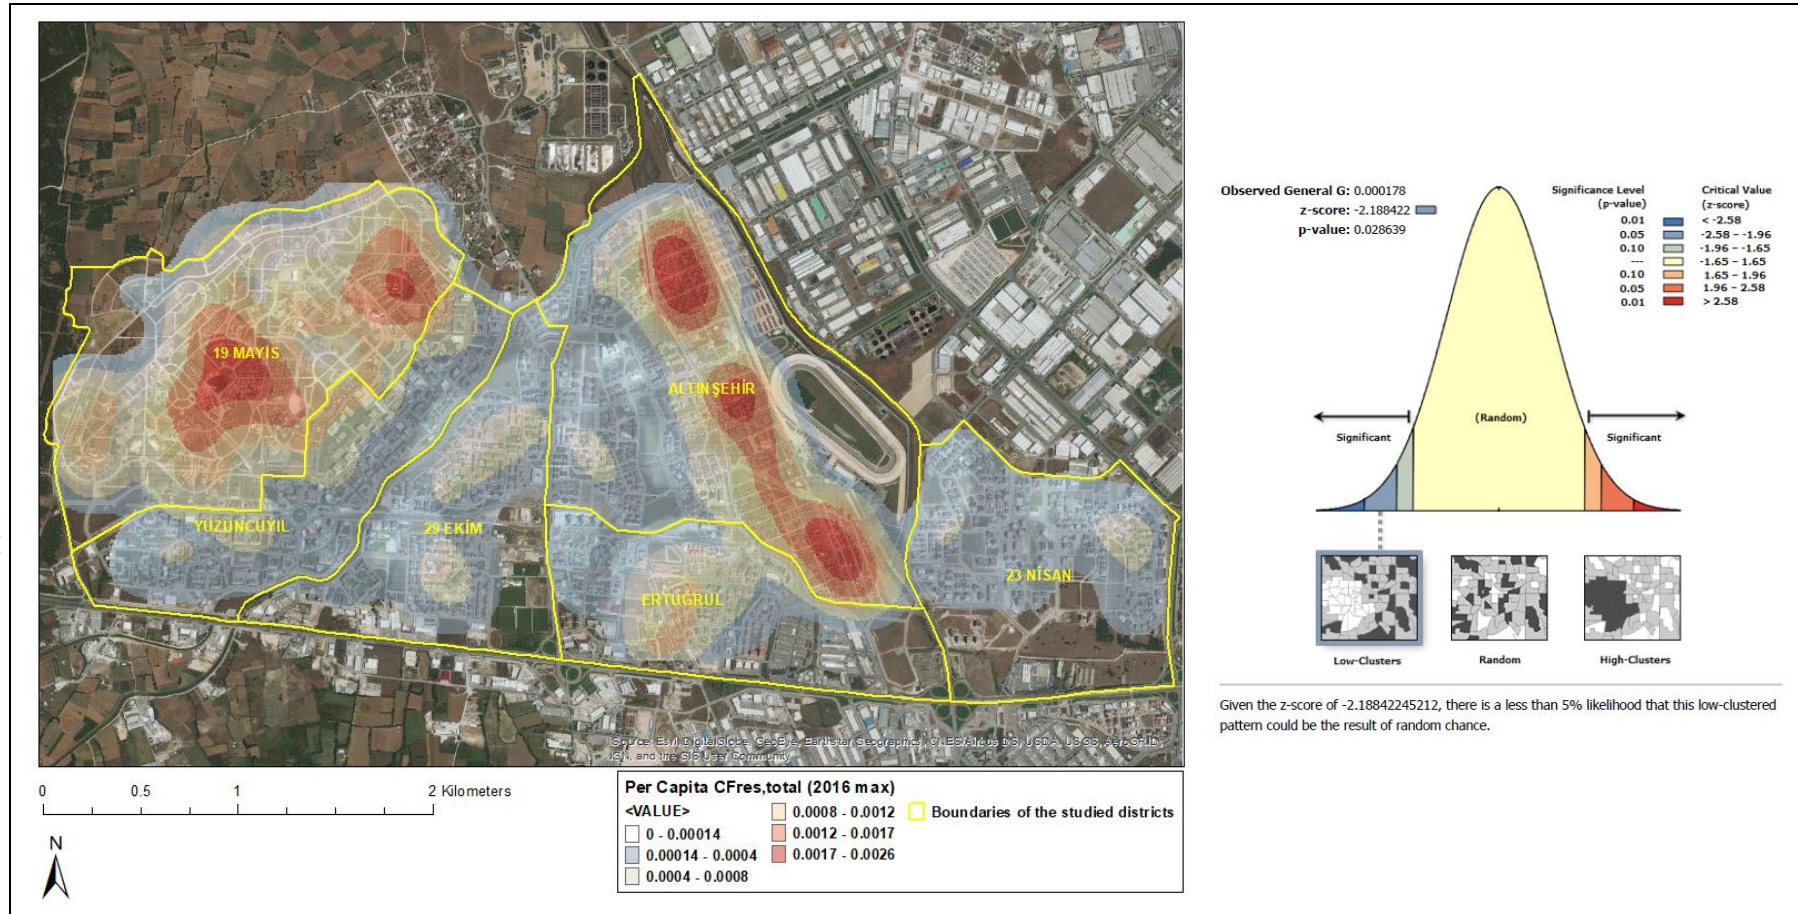 19 MAYIS
ALTINŞEHİR
YÜZÜNCÜYIL
29 EKİM
23 NİSAN
ERTUĞRUL
Source: Esri, DigitalGlobe, GeoEye, Earthstar Geographics, CNES/Airbus DS, USDA, USGS, AeroGRID,
IGN, and the GIS User Community
0 0.5 1 2 Kilometers
N
Per Capita CFres,total (2016 max)
<VALUE>
0 - 0.00014
0.00014 - 0.0004
0.0004 - 0.0008
0.0008 - 0.0012
0.0012 - 0.0017
0.0017 - 0.0026
Boundaries of the studied districts
Observed General G: 0.000178
z-score: -2.188422
p-value: 0.028639
Significance Level Critical Value
(p-value) (z-score)
0.01 < -2.58
0.05 -2.58 – -1.96
0.10 -1.96 – -1.65
--- -1.65 – 1.65
0.10 1.65 – 1.96
0.05 1.96 – 2.58
0.01 > 2.58
Significant
(Random)
Significant
Low-Clusters
Random
High-Clusters
Given the z-score of -2.18842245212, there is a less than 5% likelihood that this low-clustered
pattern could be the result of random chance.